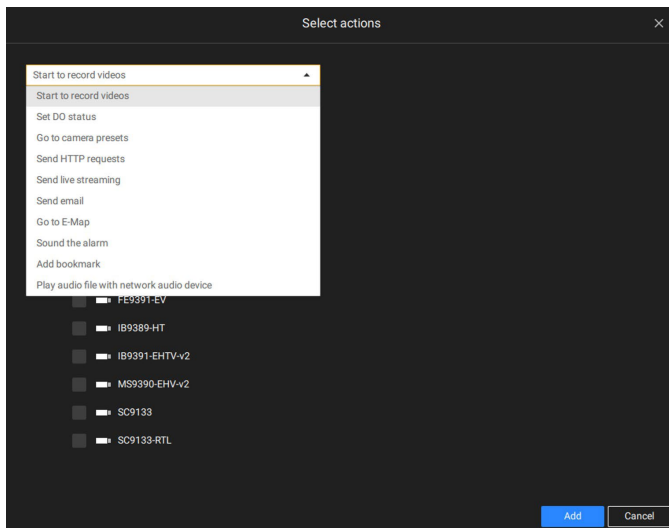 Select actions
Start to record videos
Start to record videos
Set DO status
Go to camera presets
Send HTTP requests
Send live streaming
Send email
Go to E-Map
Sound the alarm
Add bookmark
Play audio file with network audio device
FE9391-EV
IB9389-HT
IB9391-EHTV-v2
MS9390-EHV-v2
SC9133
SC9133-RTL
Add
Cancel